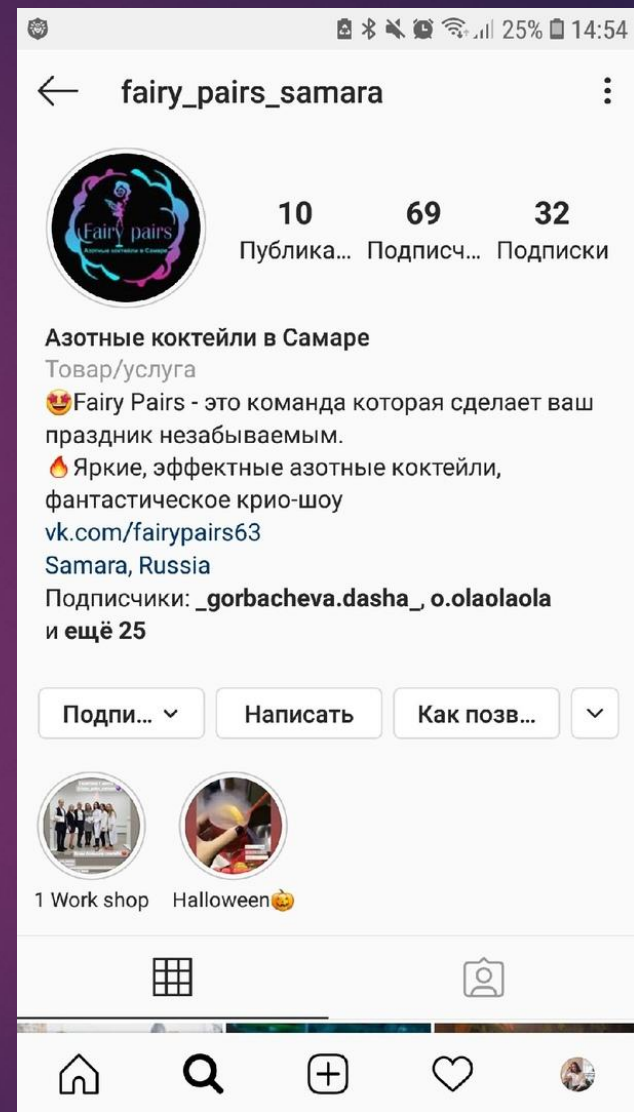 25% 14:54
fairy_pairs_samara
Fairy pairs
Азотные коктейли в Самаре
10 69 32
Публика... Подписч... Подписки
Азотные коктейли в Самаре
Товар/услуга
🤩Fairy Pairs - это команда которая сделает ваш
праздник незабываемым.
🔥Яркие, эффектные азотные коктейли,
фантастическое крио-шоу
vk.com/fairypairs63
Samara, Russia
Подписчики: _gorbacheva.dasha_, o.olaolaola
и ещё 25
Подпи... Написать Как позв...
1 Work shop Halloween🎃